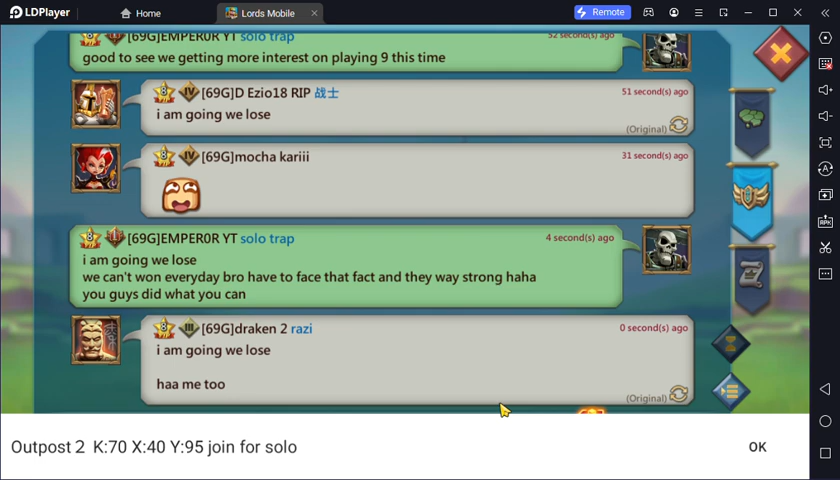 LDPlayer
Home
Lords Mobile
Remote
[69G]EMPER0R YT solo trap
52 second(s) ago
good to see we getting more interest on playing 9 this time
[69G]D Ezio18 RIP 战士
51 second(s) ago
i am going we lose
(Original)
[69G]mocha kariii
31 second(s) ago
[69G]EMPER0R YT solo trap
4 second(s) ago
i am going we lose
we can't won everyday bro have to face that fact and they way strong haha
you guys did what you can
[69G]draken 2 razi
0 second(s) ago
i am going we lose
haa me too
(Original)
Outpost 2 K:70 X:40 Y:95 join for solo
OK